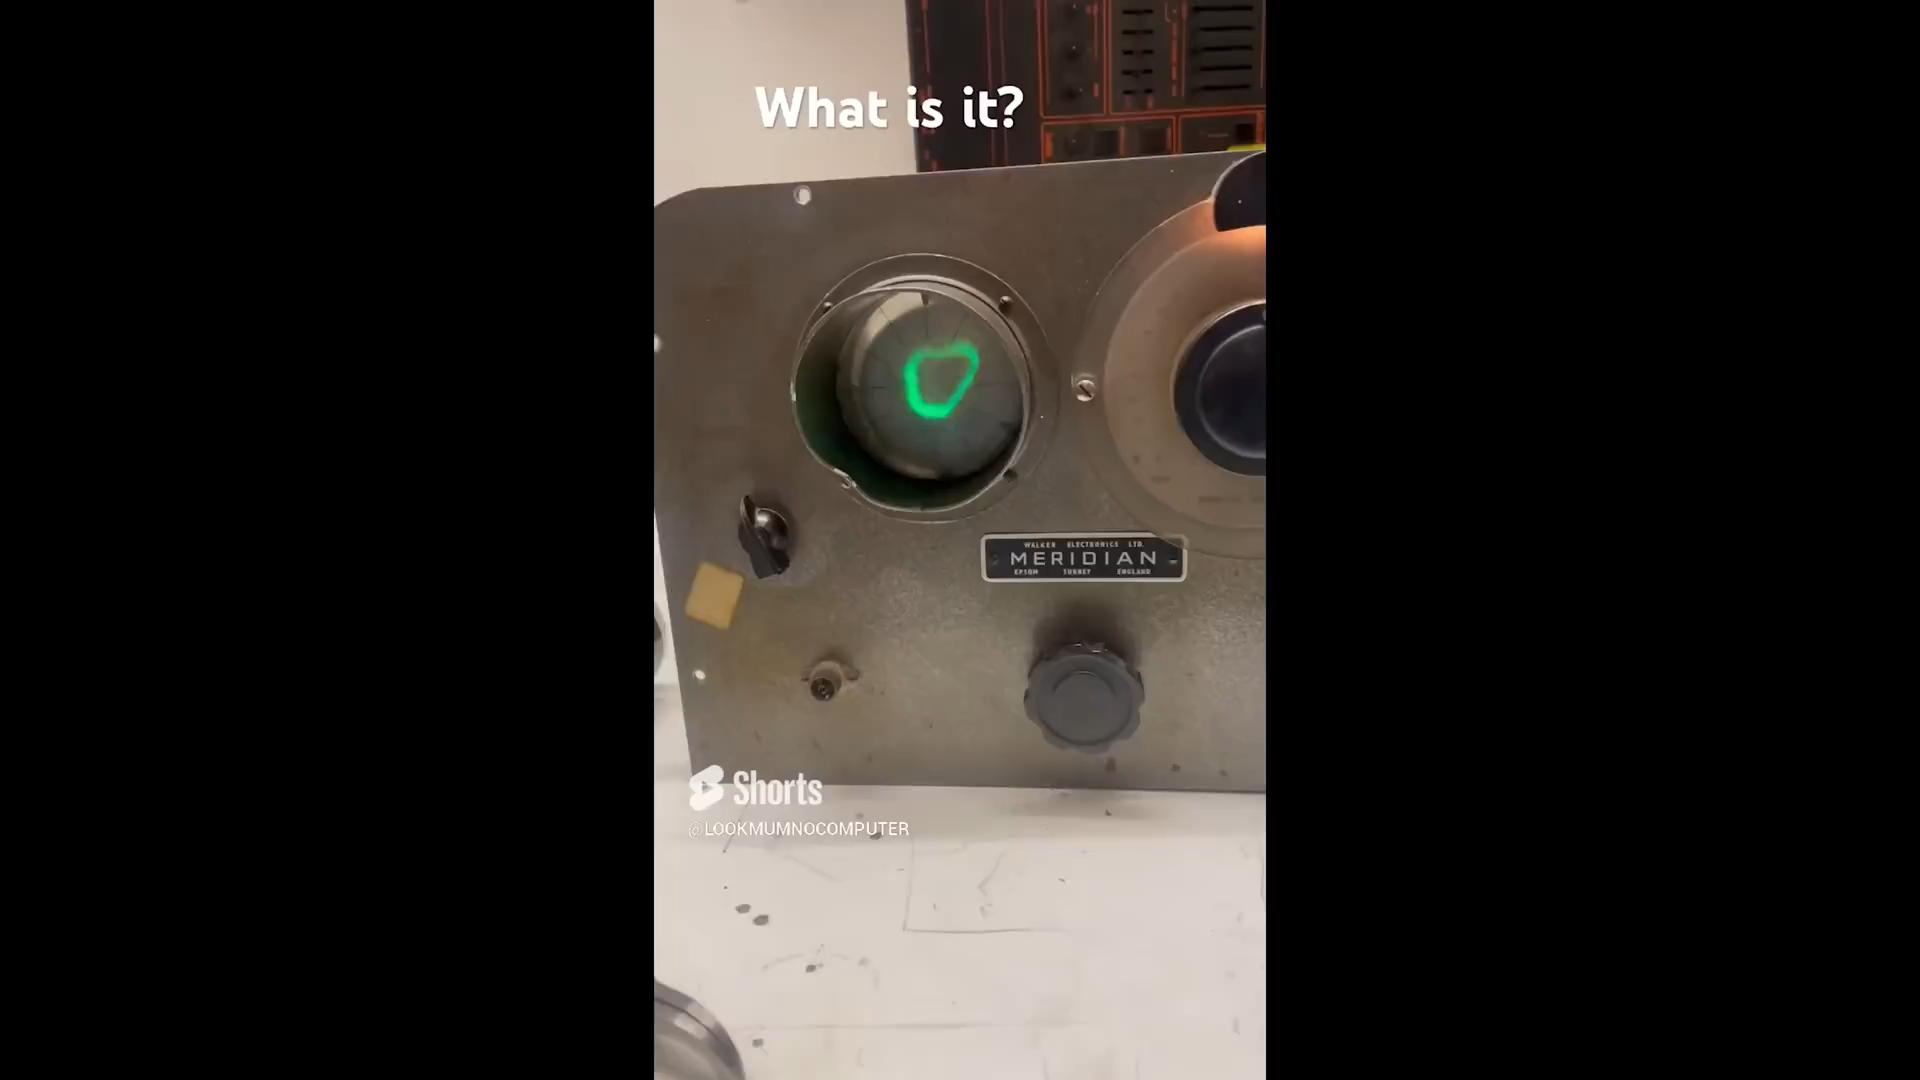 What is it?
WALKER ELECTRONICS LTD.
MERIDIAN
EPSOM SURREY ENGLAND
Shorts
@LOOKMUMNOCOMPUTER